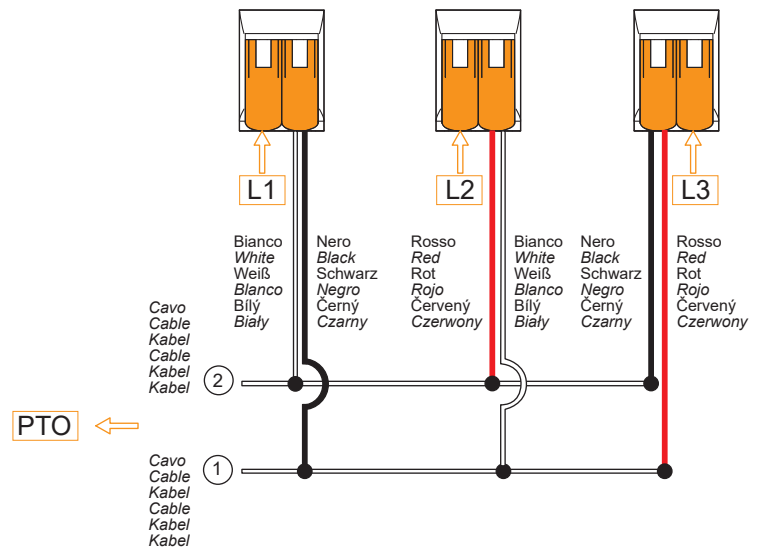 L1
L2
L3
Bianco
White
Weiß
Blanco
Bílý
Biały
Nero
Black
Schwarz
Negro
Černý
Czarny
Rosso
Red
Rot
Rojo
Červený
Czerwony
Bianco
White
Weiß
Blanco
Bílý
Biały
Nero
Black
Schwarz
Negro
Černý
Czarny
Rosso
Red
Rot
Rojo
Červený
Czerwony
Cavo
Cable
Kabel
Cable
Kabel
Kabel
2
PTO
Cavo
Cable
Kabel
Cable
Kabel
Kabel
1